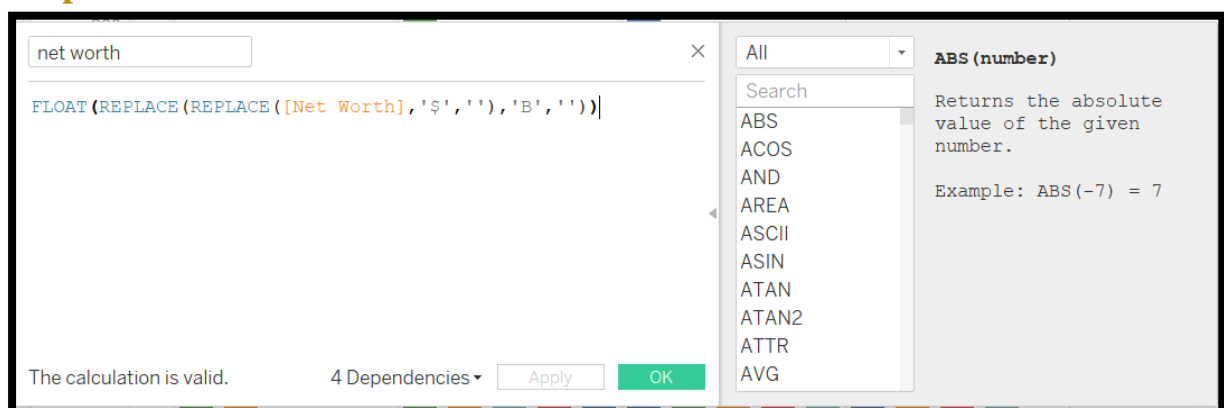 net worth
FLOAT(REPLACE(REPLACE([Net Worth],'$',''),'B',''))
The calculation is valid.
4 Dependencies
Apply
OK
All
Search
ABS
ACOS
AND
AREA
ASCII
ASIN
ATAN
ATAN2
ATTR
AVG
ABS(number)
Returns the absolute
value of the given
number.
Example: ABS(-7) = 7